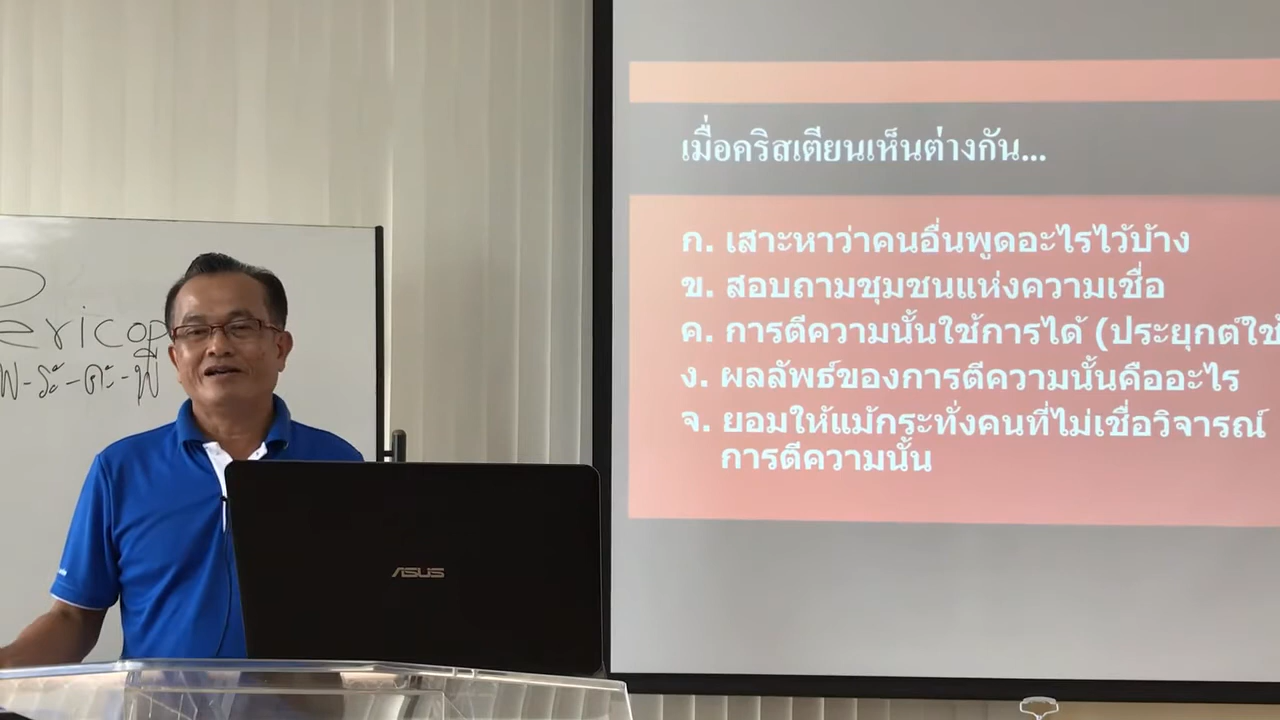 Pericop
พ-ระ-คะ-พี
ASUS
เมื่อคริสเตียนเห็นต่างกัน...
ก. เสาะหาว่าคนอื่นพูดอะไรไว้บ้าง
ข. สอบถามชุมชนแห่งความเชื่อ
ค. การตีความนั้นใช้การได้ (ประยุกต์ใช้
ง. ผลลัพธ์ของการตีความนั้นคืออะไร
จ. ยอมให้แม้กระทั่งคนที่ไม่เชื่อวิจารณ์
การตีความนั้น